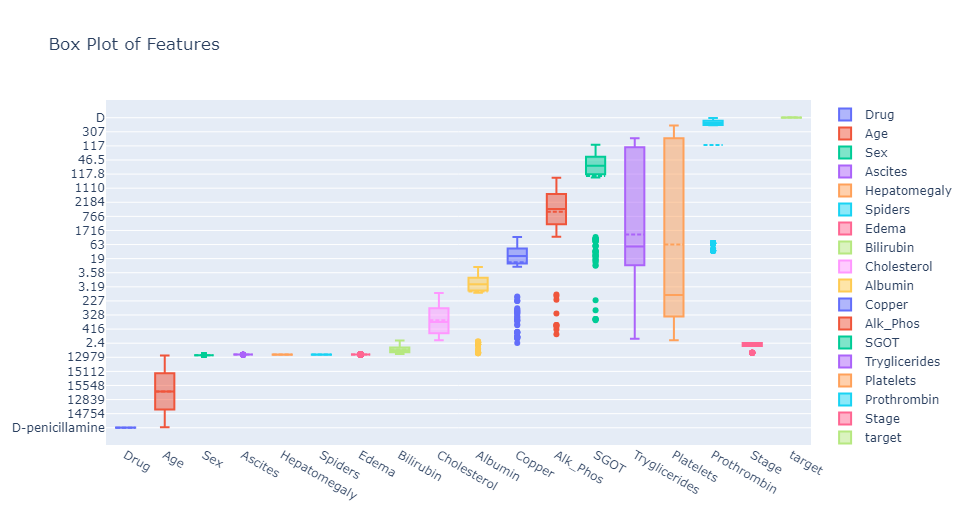 Box Plot of Features
D
307
117
46.5
117.8
1110
2184
766
1716
63
19
3.58
3.19
227
328
416
2.4
12979
15112
15548
12839
14754
D-penicillamine
Drug
Age
Sex
Ascites
Hepatomegaly
Spiders
Edema
Bilirubin
Cholesterol
Albumin
Copper
Alk_Phos
SGOT
Tryglicerides
Platelets
Prothrombin
Stage
target
Drug
Age
Sex
Ascites
Hepatomegaly
Spiders
Edema
Bilirubin
Cholesterol
Albumin
Copper
Alk_Phos
SGOT
Tryglicerides
Platelets
Prothrombin
Stage
target